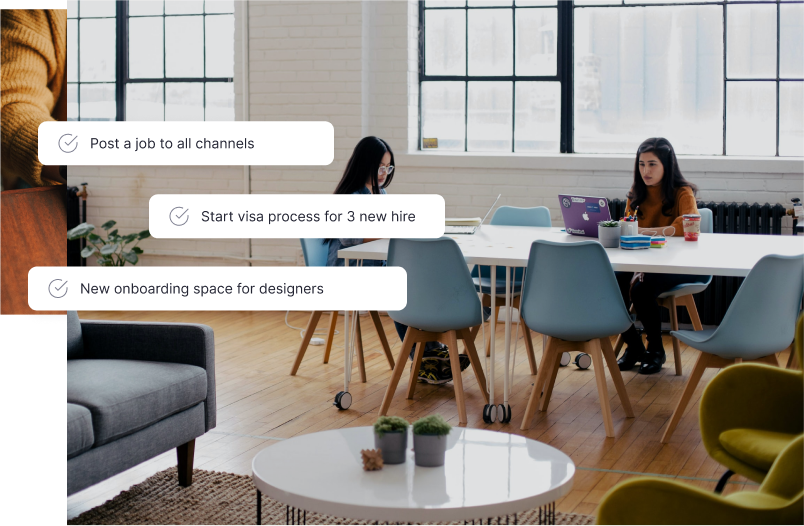 Post a job to all channels
Start visa process for 3 new hire
New onboarding space for designers